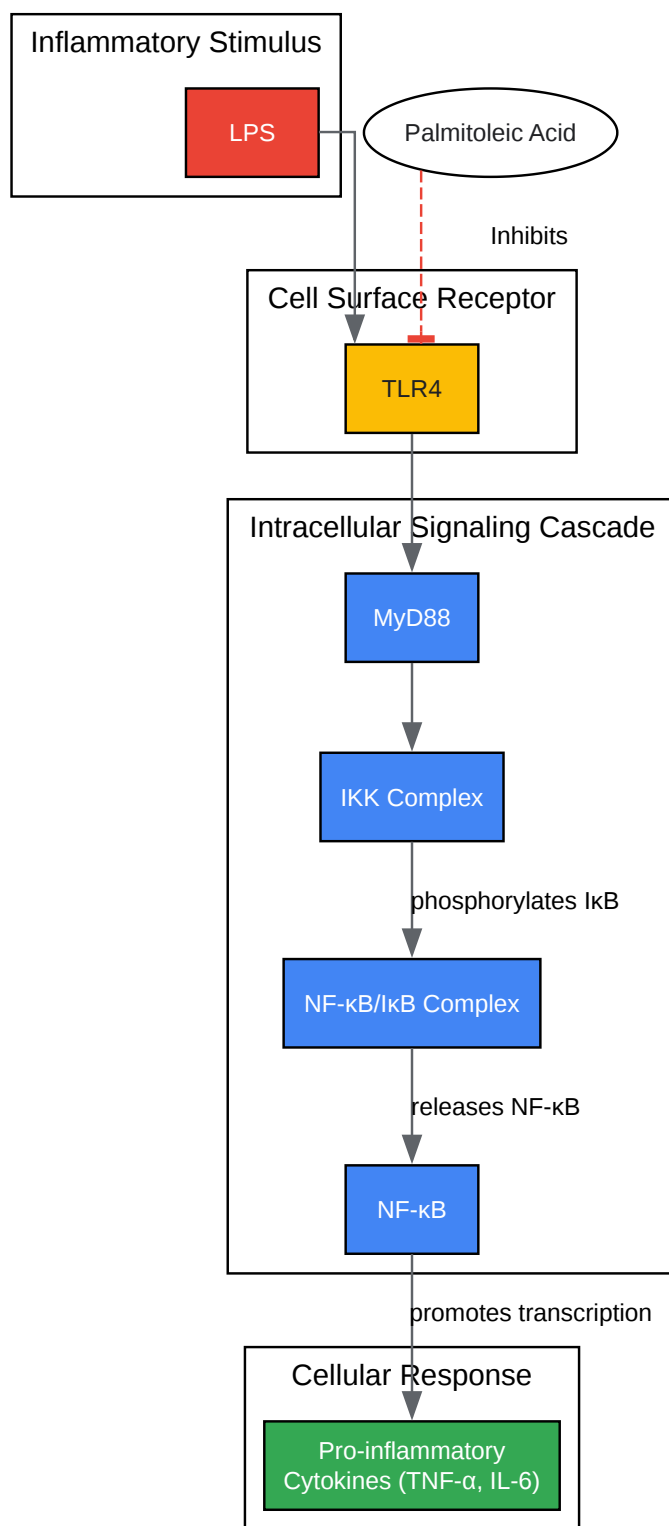 Inflammatory Stimulus
LPS
Palmitoleic Acid
Inhibits
Cell Surface Receptor
TLR4
Intracellular Signaling Cascade
MyD88
IKK Complex
phosphorylates IκB
NF-κB/IκB Complex
releases NF-κB
NF-κB
promotes transcription
Cellular Response
Pro-inflammatory
Cytokines (TNF-α, IL-6)